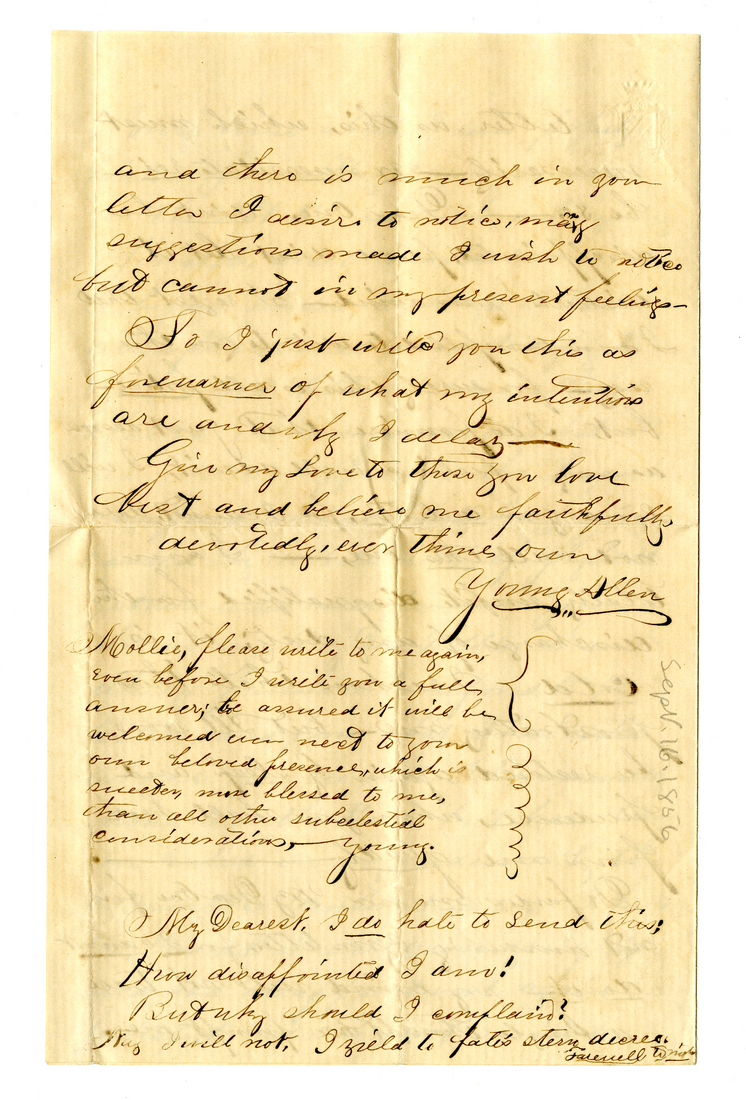 and there is much in your
letter I desire to notice, many
suggestions made I wish to notice
but cannot in my present feelings—
So I just write you this as
forewarner of what my intentions
are and why I delay—
Give my Love to those you love
best and believe me faithfully
devotedly, ever thine own
Young Allen
Mollie, please write to me again,
even before I write you a full
answer; be assured it will be
welcomed even next to your
own beloved presence, which is
sweeter, more blessed to me,
than all other subcelestial
considerations,— Young.
Sept. 16. 1856
My Dearest. I do hate to send this;
How disappointed I am!
But why should I complain?
Nay I will not. I yield to fate's stern decree.
Farewell to night